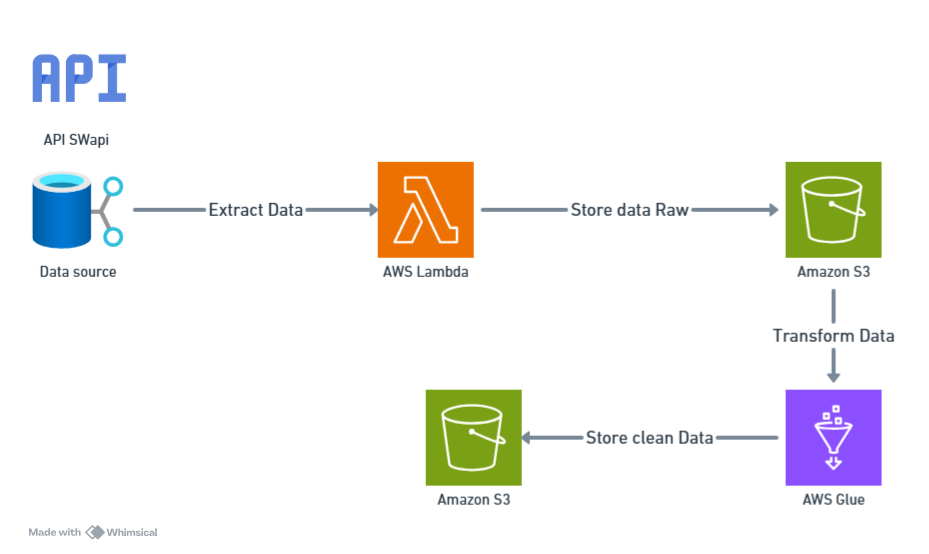 API
API SWapi
Extract Data
Store data Raw
Data source
AWS Lambda
Amazon S3
Transform Data
Store clean Data
Amazon S3
AWS Glue
Made with Whimsical